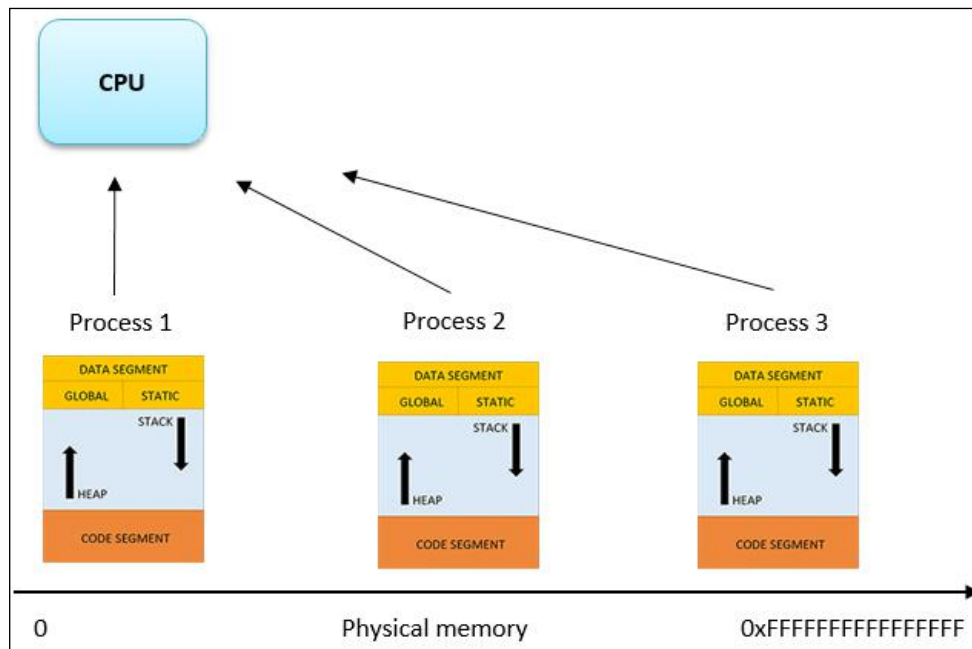 CPU
Process 1
Process 2
Process 3
DATA SEGMENT
GLOBAL STATIC
STACK
HEAP
CODE SEGMENT
DATA SEGMENT
GLOBAL STATIC
STACK
HEAP
CODE SEGMENT
DATA SEGMENT
GLOBAL STATIC
STACK
HEAP
CODE SEGMENT
0 Physical memory 0xFFFFFFFFFFFFFFFF